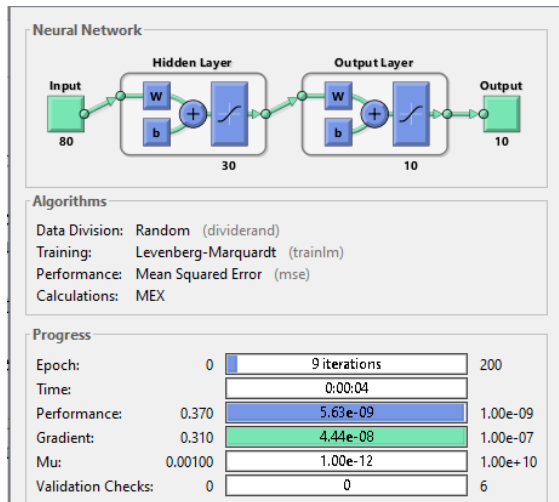 Neural Network
Hidden Layer
Output Layer
Input
W
W
Output
b
b
80
10
30
10
Algorithms
Data Division: Random (dividerand)
Training: Levenberg-Marquardt (trainlm)
Performance: Mean Squared Error (mse)
Calculations: MEX
Progress
Epoch: 0 9 iterations 200
Time: 0:00:04
Performance: 0.370 5.63e-09 1.00e-09
Gradient: 0.310 4.44e-08 1.00e-07
Mu: 0.00100 1.00e-12 1.00e+10
Validation Checks: 0 0 6